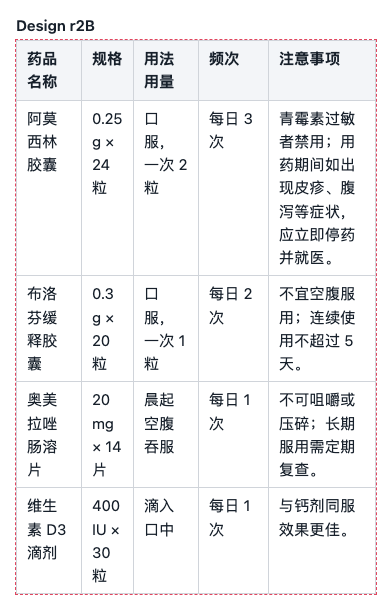 Design r2B
药品
名称
规格
用法
用量
频次
注意事项
阿莫
西林
胶囊
0.25
g ×
24
粒
口
服，
一次 2
粒
每日 3
次
青霉素过敏
者禁用；用
药期间如出
现皮疹、腹
泻等症状，
应立即停药
并就医。
布洛
芬缓
释胶
囊
0.3
g ×
20
粒
口
服，
一次 1
粒
每日 2
次
不宜空腹服
用；连续使
用不超过 5
天。
奥美
拉唑
肠溶
片
20
mg
× 14
片
晨起
空腹
吞服
每日 1
次
不可咀嚼或
压碎；长期
服用需定期
复查。
维生
素 D3
滴剂
400
IU ×
30
粒
滴入
口中
每日 1
次
与钙剂同服
效果更佳。